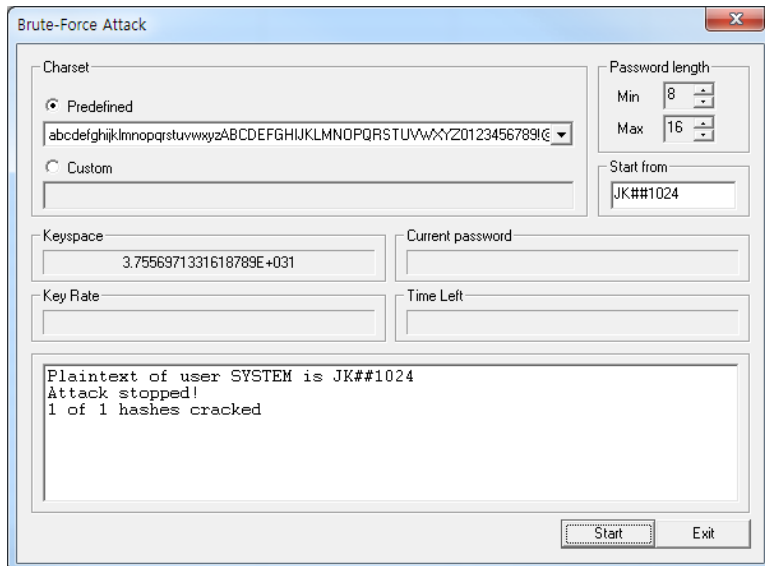 Brute-Force Attack
x
Charset
Predefined
abcdefghijklmnopqrstuvwxyzABCDEFGHIJKLMNOPQRSTUVWXYZ0123456789!@
Custom
Password length
Min 8
Max 16
Start from
JK##1024
Keyspace
3.7556971331618789E+031
Current password
Key Rate
Time Left
Plaintext of user SYSTEM is JK##1024
Attack stopped!
1 of 1 hashes cracked
Start Exit